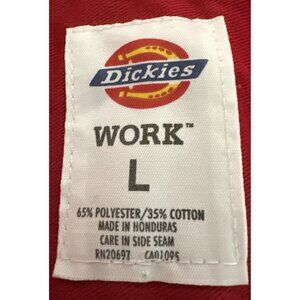 Dickies
WORK™
L
65% POLYESTER/35% COTTON
MADE IN HONDURAS
CARE IN SIDE SEAM
RN20697 CA01095